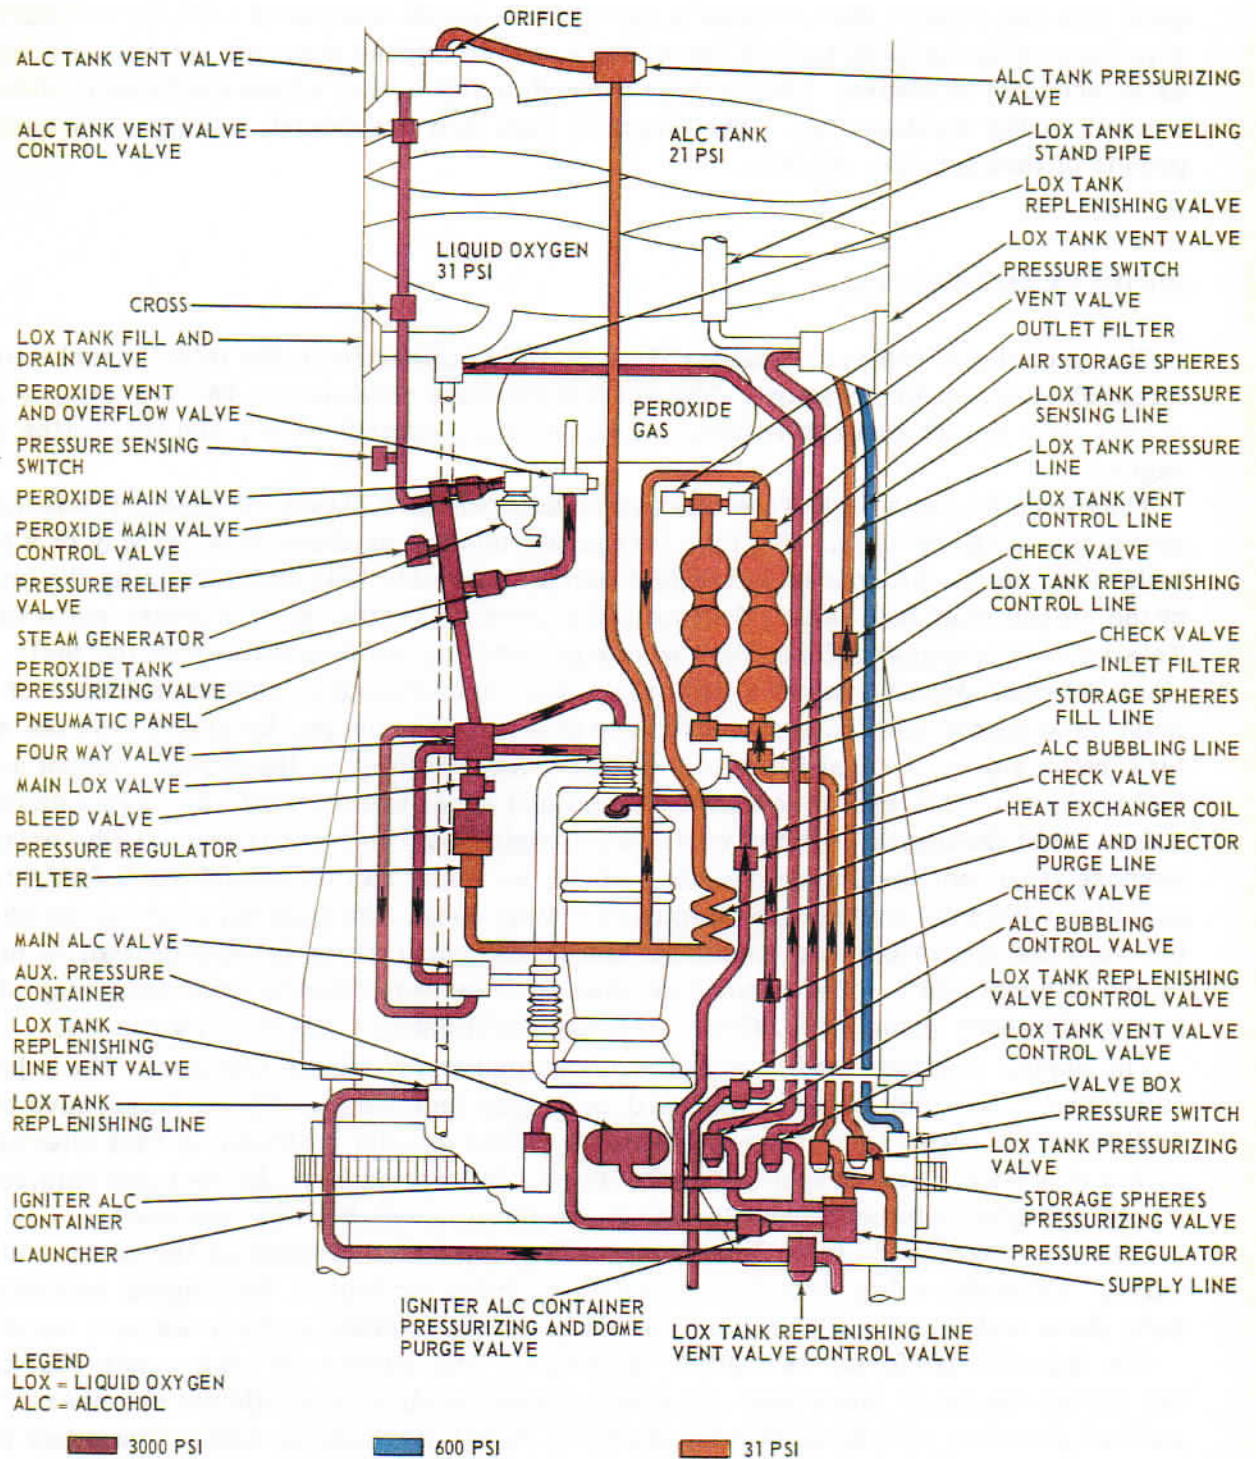 ORIFICE
ALC TANK VENT VALVE
ALC TANK VENT VALVE
CONTROL VALVE
CROSS
LOX TANK FILL AND
DRAIN VALVE
PEROXIDE VENT
AND OVERFLOW VALVE
PRESSURE SENSING
SWITCH
PEROXIDE MAIN VALVE
PEROXIDE MAIN VALVE
CONTROL VALVE
PRESSURE RELIEF
VALVE
STEAM GENERATOR
PEROXIDE TANK
PRESSURIZING VALVE
PNEUMATIC PANEL
FOUR WAY VALVE
MAIN LOX VALVE
BLEED VALVE
PRESSURE REGULATOR
FILTER
MAIN ALC VALVE
AUX. PRESSURE
CONTAINER
LOX TANK
REPLENISHING
LINE VENT VALVE
LOX TANK
REPLENISHING LINE
IGNITER ALC
CONTAINER
LAUNCHER
ALC TANK
21 PSI
LIQUID OXYGEN
31 PSI
PEROXIDE
GAS
ALC TANK PRESSURIZING
VALVE
LOX TANK LEVELING
STAND PIPE
LOX TANK
REPLENISHING VALVE
LOX TANK VENT VALVE
PRESSURE SWITCH
VENT VALVE
OUTLET FILTER
AIR STORAGE SPHERES
LOX TANK PRESSURE
SENSING LINE
LOX TANK PRESSURE
LINE
LOX TANK VENT
CONTROL LINE
CHECK VALVE
LOX TANK REPLENISHING
CONTROL LINE
CHECK VALVE
INLET FILTER
STORAGE SPHERES
FILL LINE
ALC BUBBLING LINE
CHECK VALVE
HEAT EXCHANGER COIL
DOME AND INJECTOR
PURGE LINE
CHECK VALVE
ALC BUBBLING
CONTROL VALVE
LOX TANK REPLENISHING
VALVE CONTROL VALVE
LOX TANK VENT VALVE
CONTROL VALVE
VALVE BOX
PRESSURE SWITCH
LOX TANK PRESSURIZING
VALVE
STORAGE SPHERES
PRESSURIZING VALVE
PRESSURE REGULATOR
SUPPLY LINE
IGNITER ALC CONTAINER
PRESSURIZING AND DOME
PURGE VALVE
LOX TANK REPLENISHING LINE
VENT VALVE CONTROL VALVE
LEGEND
LOX = LIQUID OXYGEN
ALC = ALCOHOL
3000 PSI
600 PSI
31 PSI